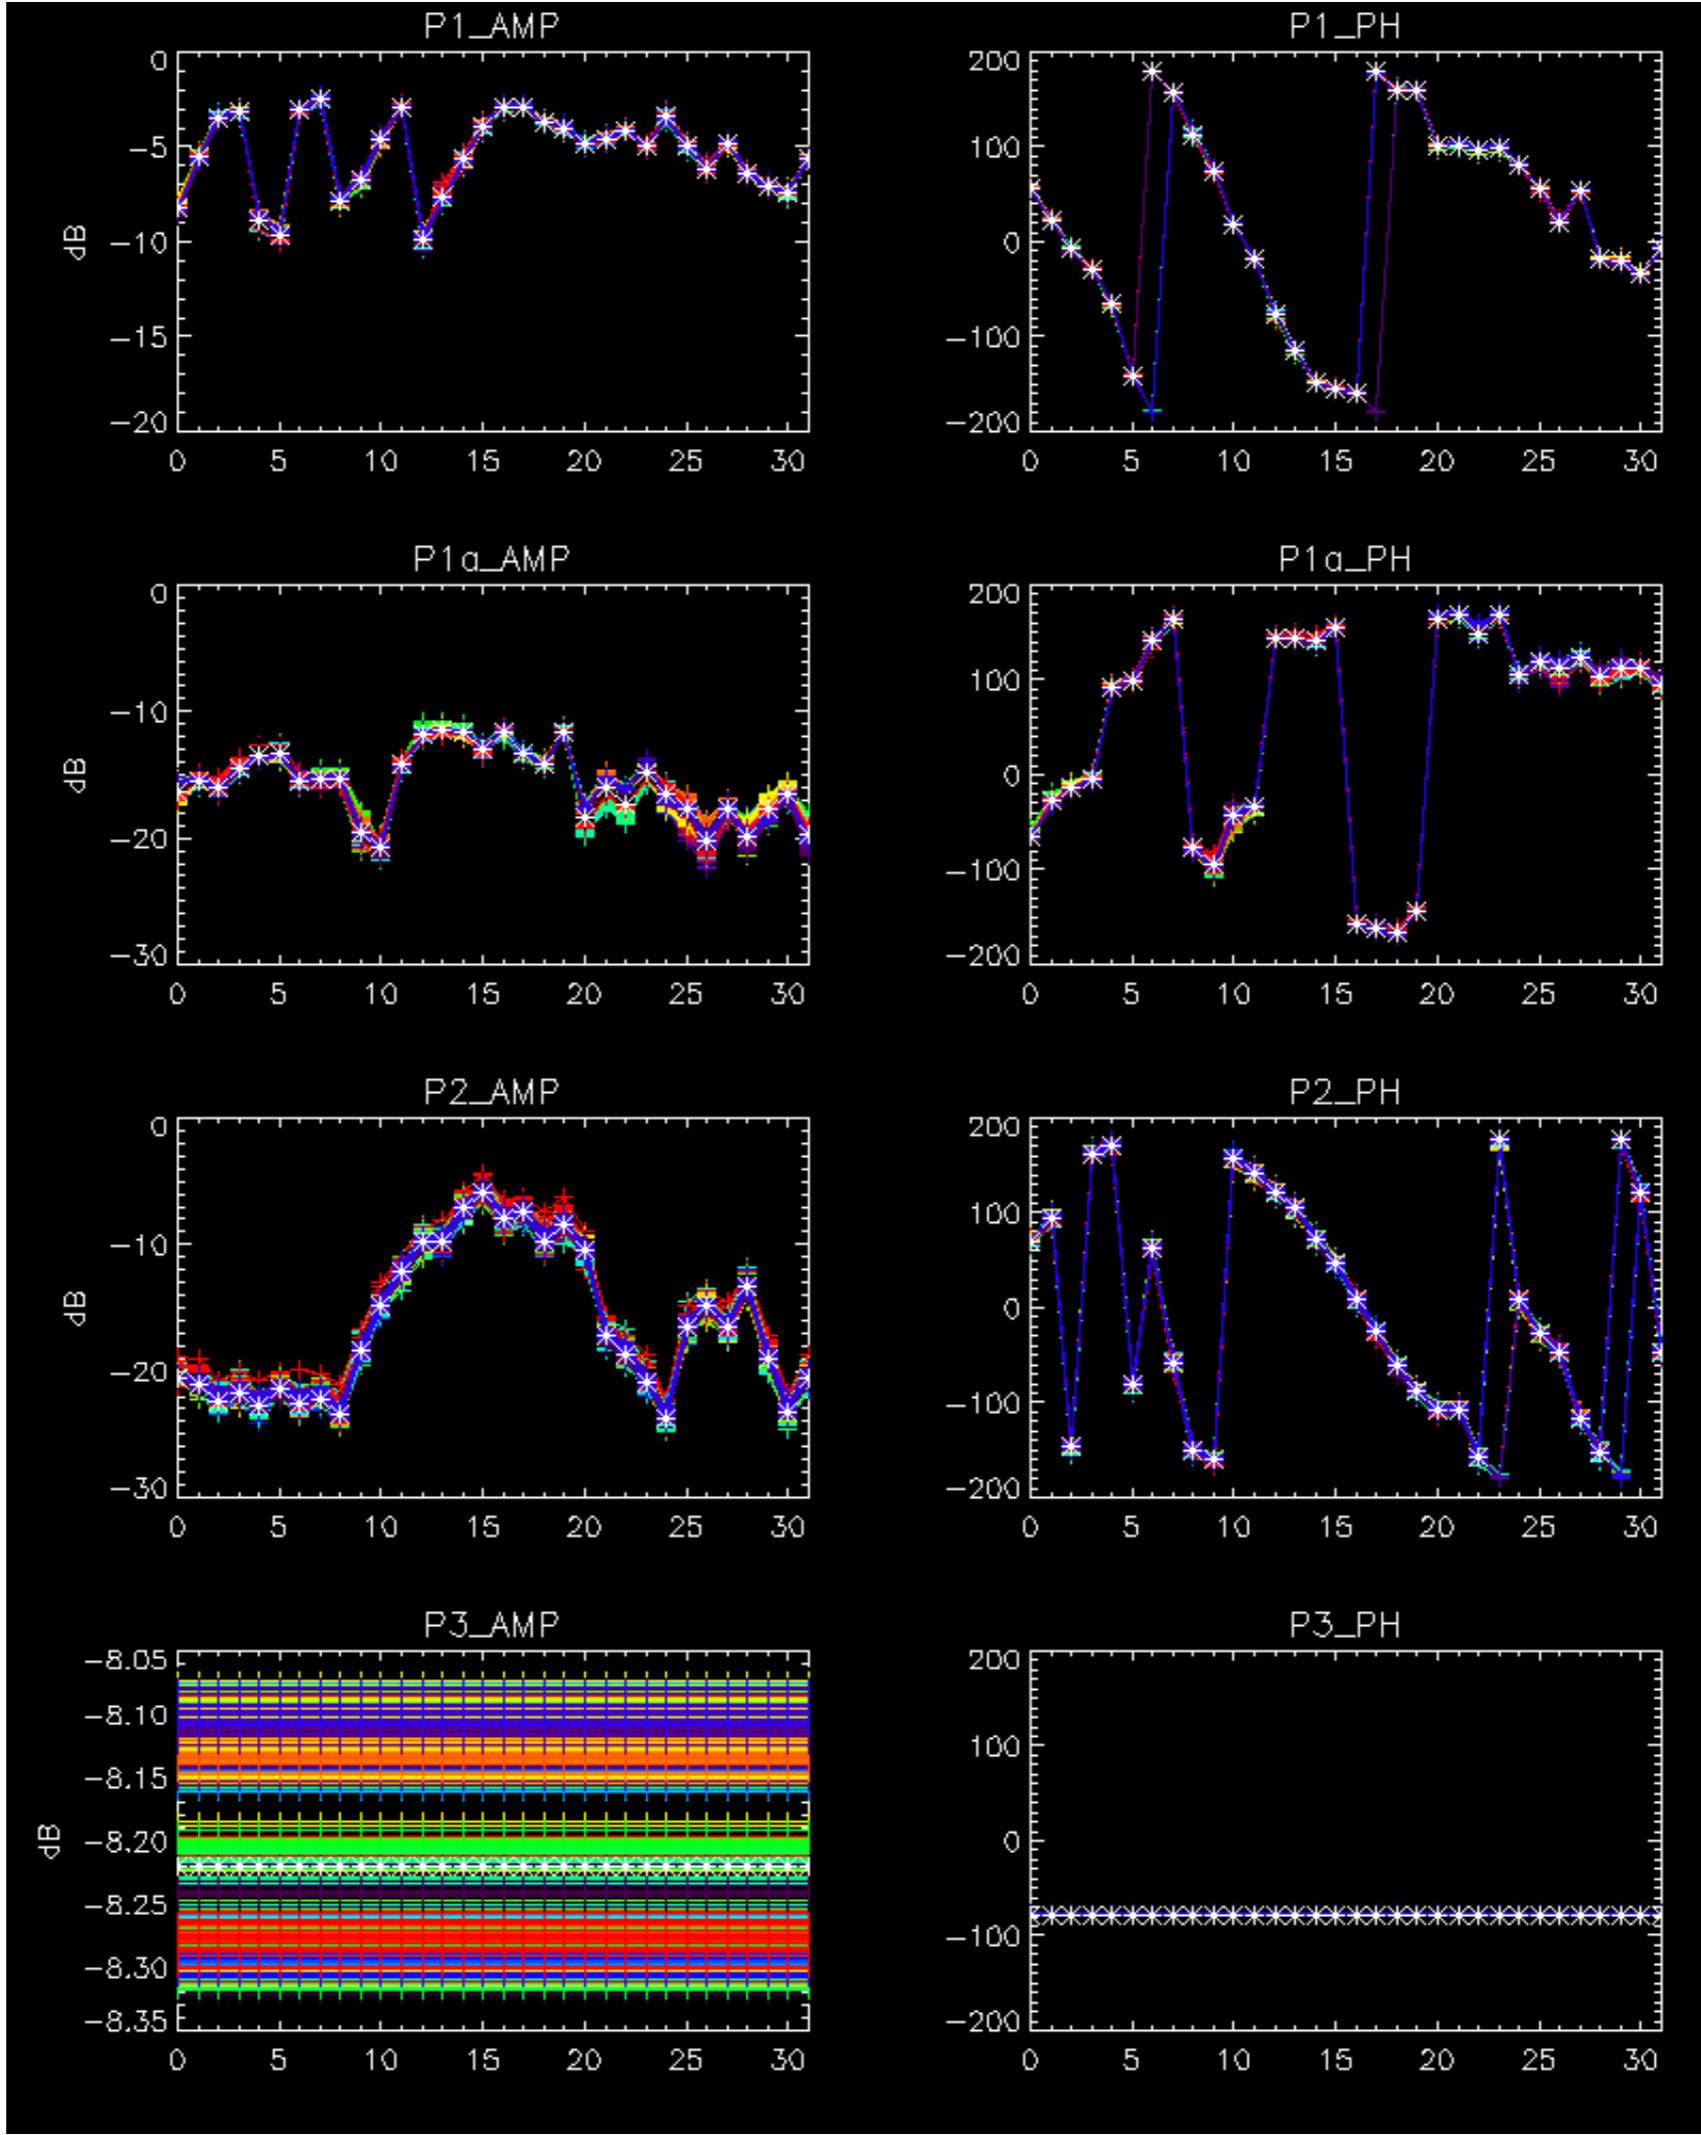 P1_AMP P1_PH
0 200
-5 100
dB
-10 0
-15 -100
-20 -200
0 5 10 15 20 25 30 0 5 10 15 20 25 30
P1a_AMP P1a_PH
0 200
-10 100
dB
0
-20 -100
-30 -200
0 5 10 15 20 25 30 0 5 10 15 20 25 30
P2_AMP P2_PH
0 200
-10 100
dB
0
-20 -100
-30 -200
0 5 10 15 20 25 30 0 5 10 15 20 25 30
P3_AMP P3_PH
-8.05 200
-8.10
100
-8.15
dB
-8.20 0
-8.25
-100
-8.30
-8.35 -200
0 5 10 15 20 25 30 0 5 10 15 20 25 30